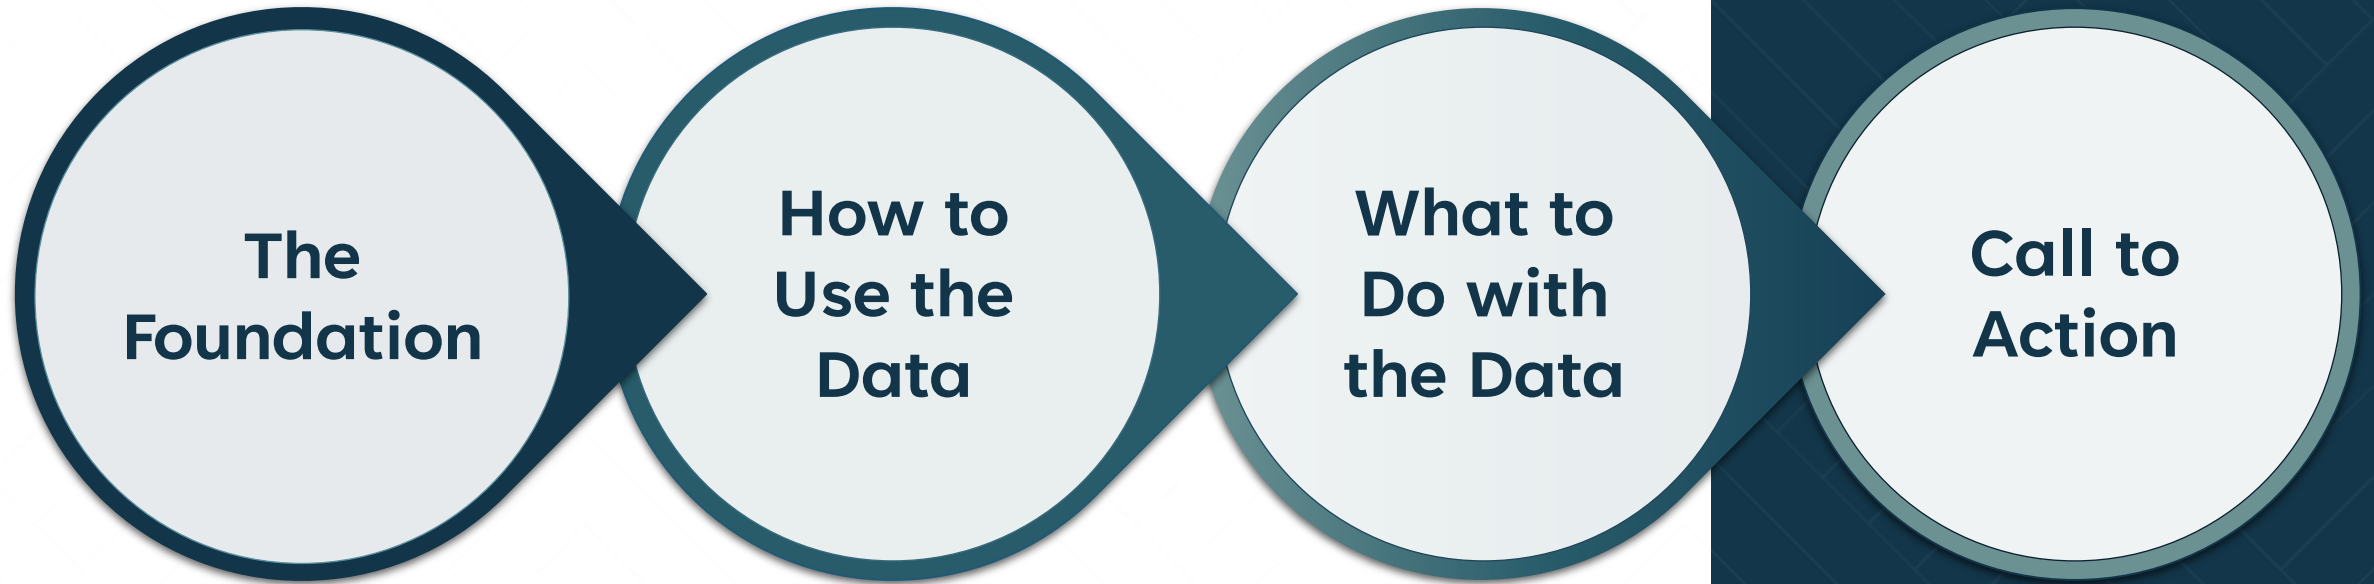 The
Foundation
How to
Use the
Data
What to
Do with
the Data
Call to
Action